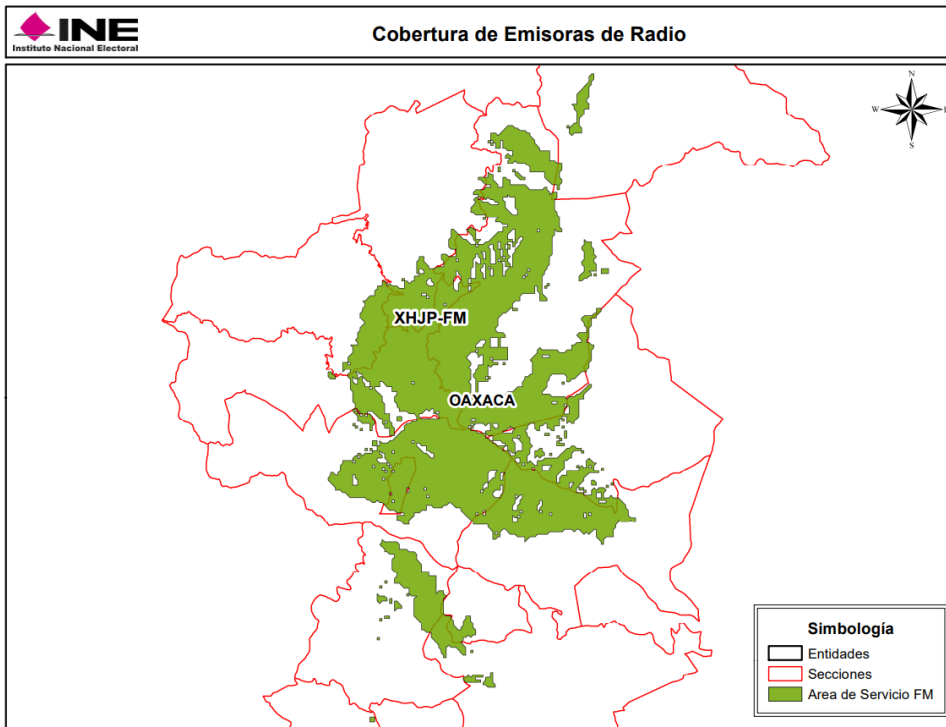 INE
Instituto Nacional Electoral
Cobertura de Emisoras de Radio
N
W
E
S
XHJP-FM
OAXACA
Simbología
Entidades
Secciones
Area de Servicio FM